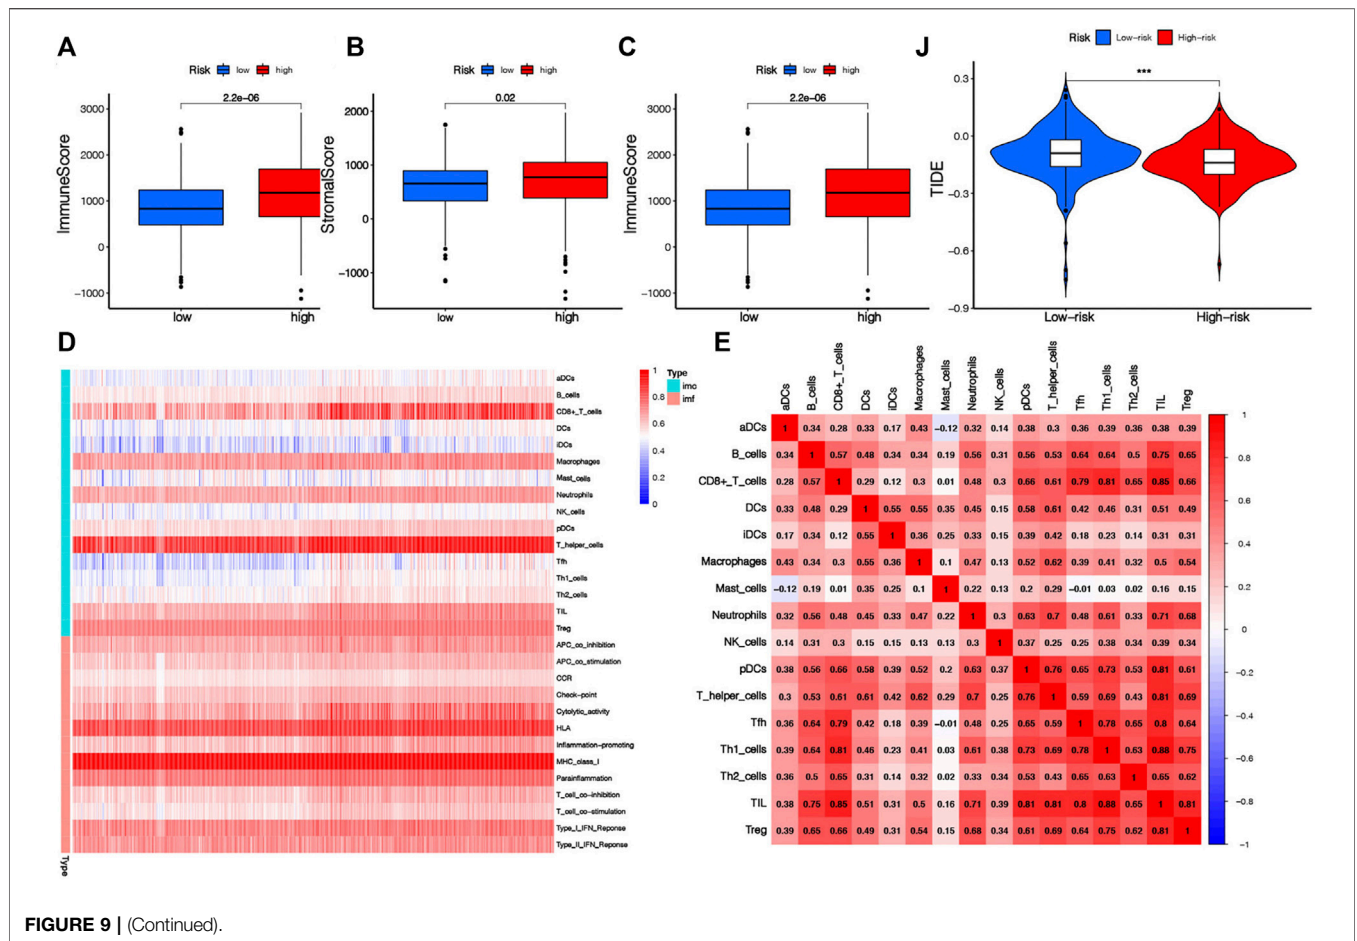 A
Risk low high
2.2e-06
ImmuneScore
3000
2000
1000
0
−1000
low high
B
Risk low high
0.02
StromalScore
2000
1000
0
−1000
low high
C
Risk low high
2.2e-06
ImmuneScore
3000
2000
1000
0
−1000
low high
J
Risk Low−risk High−risk
***
TIDE
0.3
0.0
−0.3
−0.6
−0.9
Low−risk High−risk
D
aDCs
B_cells
CD8+_T_cells
DCs
iDCs
Macrophages
Mast_cells
Neutrophils
NK_cells
pDCs
T_helper_cells
Tfh
Th1_cells
Th2_cells
TIL
Treg
APC_co_inhibition
APC_co_stimulation
CCR
Check−point
Cytolytic_activity
HLA
Inflammation−promoting
MHC_class_I
Parainflammation
T_cell_co−inhibition
T_cell_co−stimulation
Type_I_IFN_Reponse
Type_II_IFN_Reponse
Type
1
0.8
0.6
0.4
0.2
0
Type
imo
imf
E
aDCs B_cells CD8+_T_cells DCs iDCs Macrophages Mast_cells Neutrophils NK_cells pDCs T_helper_cells Tfh Th1_cells Th2_cells TIL Treg
aDCs 1 0.34 0.28 0.33 0.17 0.43 −0.12 0.32 0.14 0.38 0.3 0.36 0.39 0.36 0.38 0.39
B_cells 0.34 1 0.57 0.48 0.34 0.34 0.19 0.56 0.31 0.56 0.53 0.64 0.64 0.5 0.75 0.65
CD8+_T_cells 0.28 0.57 1 0.29 0.12 0.3 0.01 0.48 0.3 0.66 0.61 0.79 0.81 0.65 0.85 0.66
DCs 0.33 0.48 0.29 1 0.55 0.55 0.35 0.45 0.15 0.58 0.61 0.42 0.46 0.31 0.51 0.49
iDCs 0.17 0.34 0.12 0.55 1 0.36 0.25 0.33 0.15 0.39 0.42 0.18 0.23 0.14 0.31 0.31
Macrophages 0.43 0.34 0.3 0.55 0.36 1 0.1 0.47 0.13 0.52 0.62 0.39 0.41 0.32 0.5 0.54
Mast_cells −0.12 0.19 0.01 0.35 0.25 0.1 1 0.22 0.13 0.2 0.29 −0.01 0.03 0.02 0.16 0.15
Neutrophils 0.32 0.56 0.48 0.45 0.33 0.47 0.22 1 0.3 0.63 0.7 0.48 0.61 0.33 0.71 0.68
NK_cells 0.14 0.31 0.3 0.15 0.15 0.13 0.13 0.3 1 0.37 0.25 0.25 0.38 0.34 0.39 0.34
pDCs 0.38 0.56 0.66 0.58 0.39 0.52 0.2 0.63 0.37 1 0.76 0.65 0.73 0.53 0.81 0.61
T_helper_cells 0.3 0.53 0.61 0.61 0.42 0.62 0.29 0.7 0.25 0.76 1 0.59 0.69 0.43 0.81 0.69
Tfh 0.36 0.64 0.79 0.42 0.18 0.39 −0.01 0.48 0.25 0.65 0.59 1 0.78 0.65 0.8 0.64
Th1_cells 0.39 0.64 0.81 0.46 0.23 0.41 0.03 0.61 0.38 0.73 0.69 0.78 1 0.63 0.88 0.75
Th2_cells 0.36 0.5 0.65 0.31 0.14 0.32 0.02 0.33 0.34 0.53 0.43 0.65 0.63 1 0.65 0.62
TIL 0.38 0.75 0.85 0.51 0.31 0.5 0.16 0.71 0.39 0.81 0.81 0.8 0.88 0.65 1 0.81
Treg 0.39 0.65 0.66 0.49 0.31 0.54 0.15 0.68 0.34 0.61 0.69 0.64 0.75 0.62 0.81 1
1
0.8
0.6
0.4
0.2
0
−0.2
−0.4
−0.6
−0.8
−1
FIGURE 9 | (Continued).